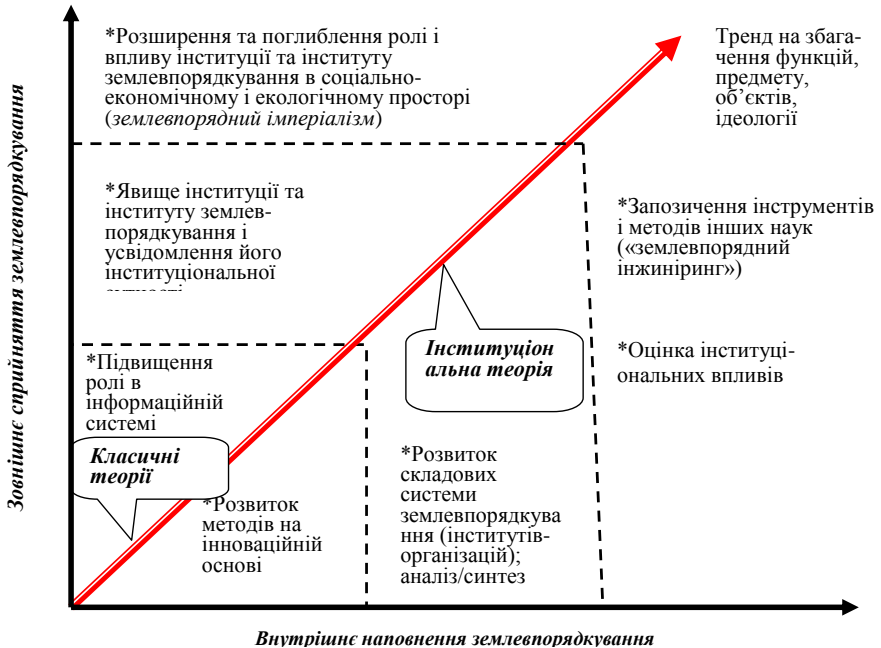 *Розширення та поглиблення ролі і
впливу інституції та інституту
землевпорядкування в соціально-
економічному і екологічному просторі
(землевпорядний імперіалізм)
Тренд на збага-
чення функцій,
предмету,
об’єктів,
ідеології
*Явище інституції та
інституту землев-
порядкування і
усвідомлення його
інституціональної
*Запозичення інструментів
і методів інших наук
(«землевпорядний
інжиніринг»)
Інституціон
альна теорія
*Оцінка інституці-
ональних впливів
*Підвищення
ролі в
інформаційній
системі
Класичні
теорії
*Розвиток
методів на
інноваційній
основі
*Розвиток
складових
системи
землевпорядкува
ння (інститутів-
організацій);
аналіз/синтез
Зовнішнє сприйняття землевпорядкування
Внутрішнє наповнення землевпорядкування